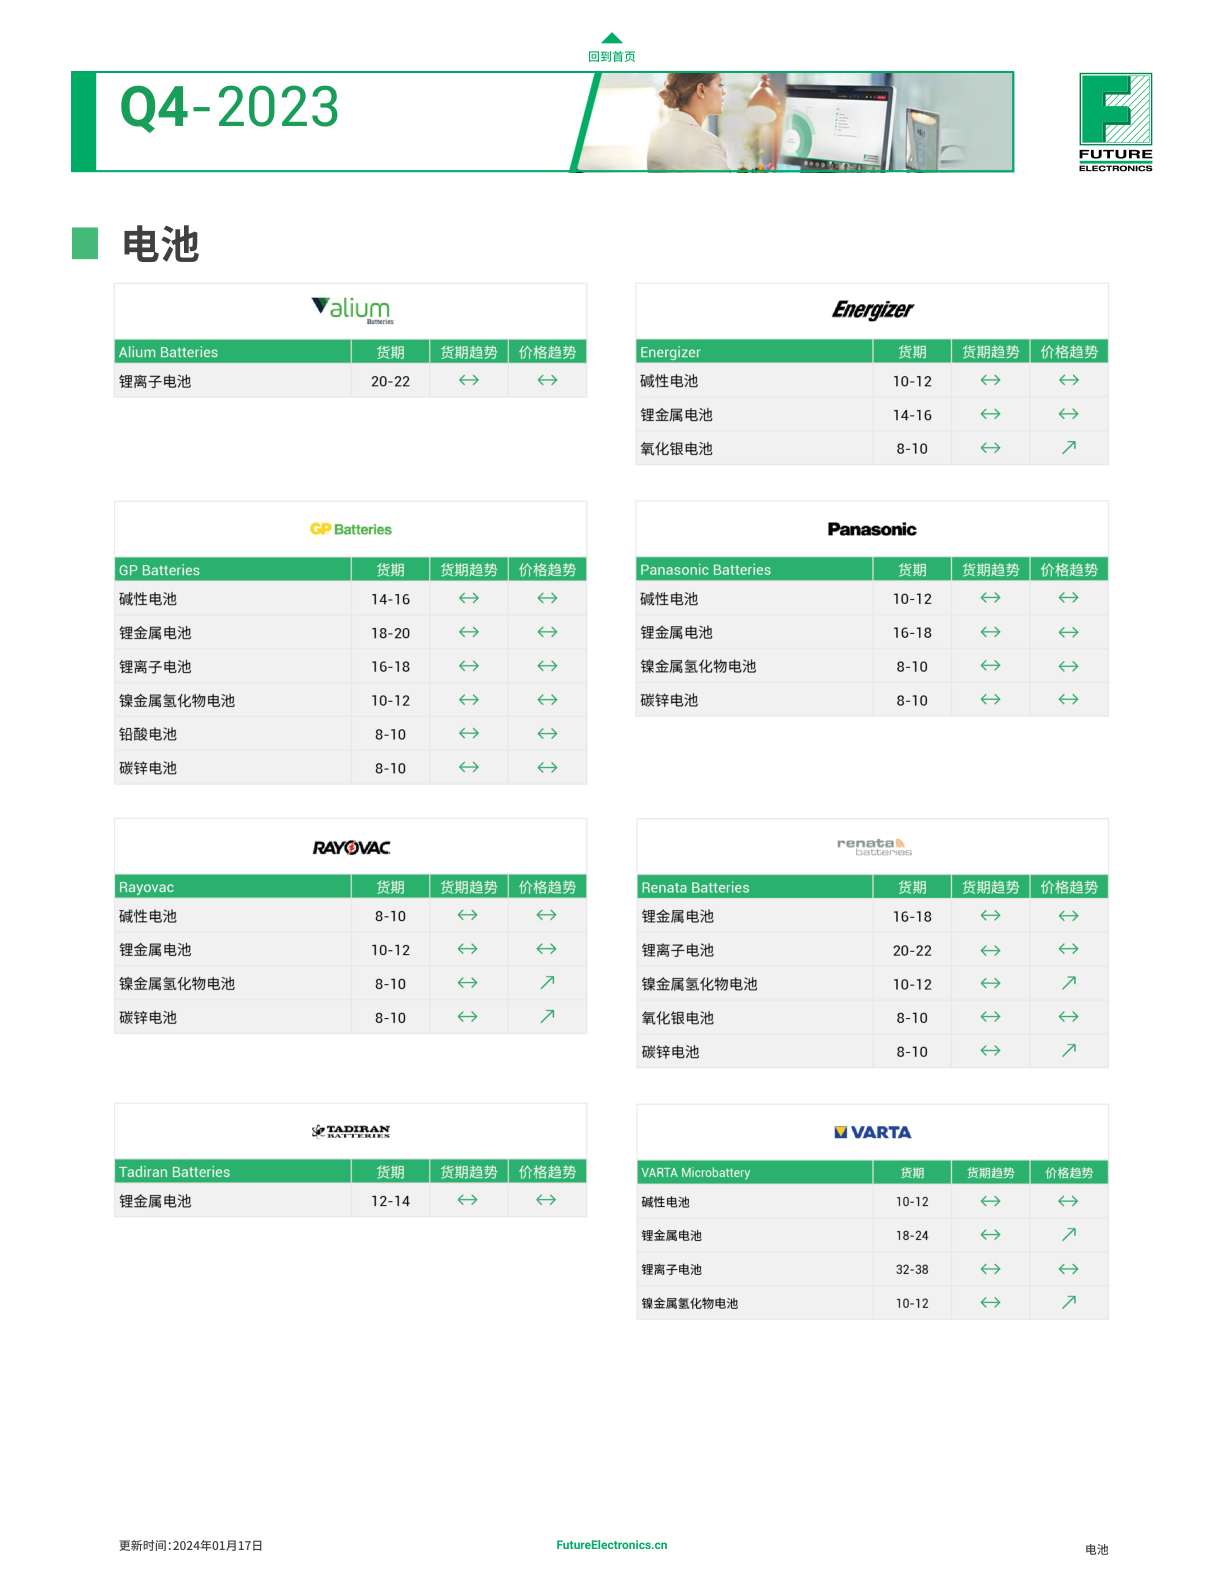 回到首页
Q4-2023
FUTURE
ELECTRONICS
电池
alium
Batteries
Alium Batteries 货期 货期趋势 价格趋势
锂离子电池 20-22 ↔ ↔
Energizer
Energizer 货期 货期趋势 价格趋势
碱性电池 10-12 ↔ ↔
锂金属电池 14-16 ↔ ↔
氧化银电池 8-10 ↔ ↗
GP Batteries
GP Batteries 货期 货期趋势 价格趋势
碱性电池 14-16 ↔ ↔
锂金属电池 18-20 ↔ ↔
锂离子电池 16-18 ↔ ↔
镍金属氢化物电池 10-12 ↔ ↔
铅酸电池 8-10 ↔ ↔
碳锌电池 8-10 ↔ ↔
Panasonic
Panasonic Batteries 货期 货期趋势 价格趋势
碱性电池 10-12 ↔ ↔
锂金属电池 16-18 ↔ ↔
镍金属氢化物电池 8-10 ↔ ↔
碳锌电池 8-10 ↔ ↔
RAYOVAC
Rayovac 货期 货期趋势 价格趋势
碱性电池 8-10 ↔ ↔
锂金属电池 10-12 ↔ ↔
镍金属氢化物电池 8-10 ↔ ↗
碳锌电池 8-10 ↔ ↗
renata
batteries
Renata Batteries 货期 货期趋势 价格趋势
锂金属电池 16-18 ↔ ↔
锂离子电池 20-22 ↔ ↔
镍金属氢化物电池 10-12 ↔ ↗
氧化银电池 8-10 ↔ ↔
碳锌电池 8-10 ↔ ↗
TADIRAN
BATTERIES
Tadiran Batteries 货期 货期趋势 价格趋势
锂金属电池 12-14 ↔ ↔
VARTA
VARTA Microbattery 货期 货期趋势 价格趋势
碱性电池 10-12 ↔ ↔
锂金属电池 18-24 ↔ ↗
锂离子电池 32-38 ↔ ↔
镍金属氢化物电池 10-12 ↔ ↗
更新时间:2024年01月17日
FutureElectronics.cn
电池